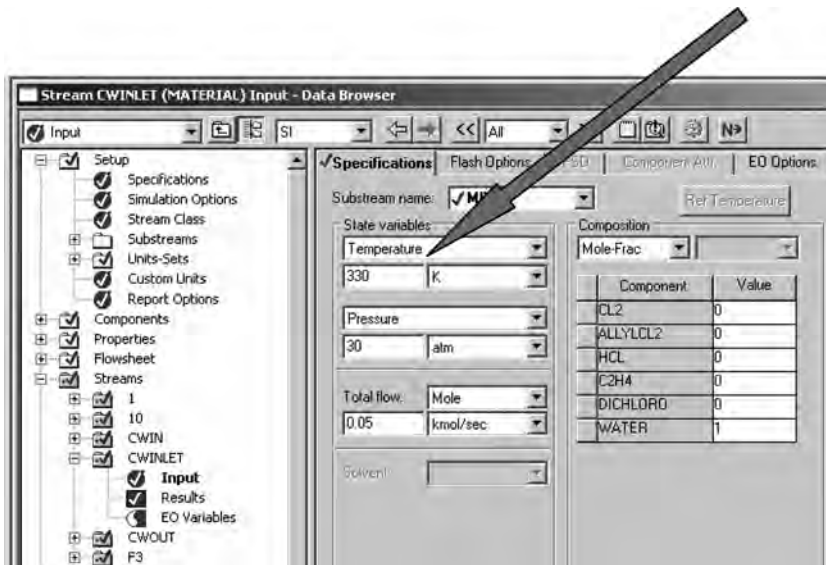 Stream CWINLET (MATERIAL) Input - Data Browser
Input SI << All N>
Setup
Specifications
Simulation Options
Stream Class
Substreams
Units-Sets
Custom Units
Report Options
Components
Properties
Flowsheet
Streams
1
10
CWIN
CWINLET
Input
Results
EO Variables
CWOUT
F3
Specifications Flash Options Component Attr. EO Options
Substream name: Ref Temperature
State variables
Temperature
330 K
Pressure
30 atm
Total flow: Mole
0.05 kmol/sec
Solvent
Composition
Mole-Frac
Component Value
CL2 0
ALLYLCL2 0
HCL 0
C2H4 0
DICHLORO 0
WATER 1